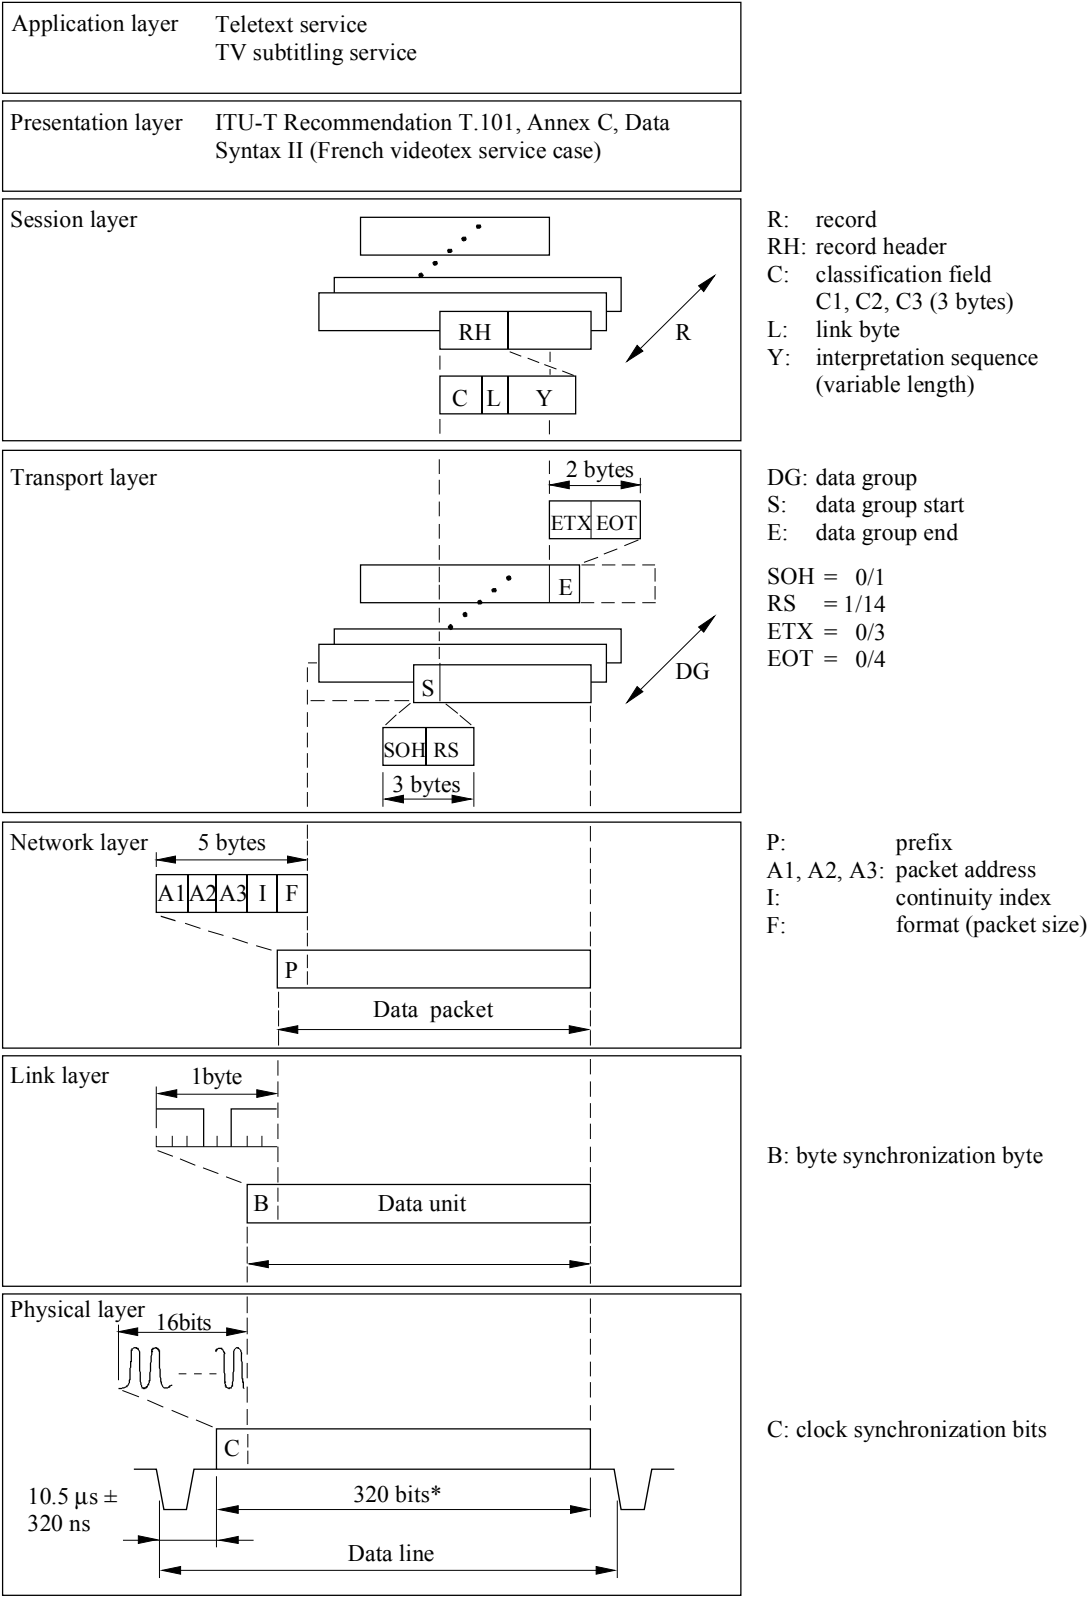 Application layer Teletext service
TV subtitling service
Presentation layer ITU-T Recommendation T.101, Annex C, Data
Syntax II (French videotex service case)
Session layer
RH
R
C L Y
R: record
RH: record header
C: classification field
C1, C2, C3 (3 bytes)
L: link byte
Y: interpretation sequence
(variable length)
Transport layer
2 bytes
ETX EOT
E
DG
S
SOH RS
3 bytes
DG: data group
S: data group start
E: data group end
SOH = 0/1
RS = 1/14
ETX = 0/3
EOT = 0/4
Network layer
5 bytes
A1 A2 A3 I F
P
Data packet
P: prefix
A1, A2, A3: packet address
I: continuity index
F: format (packet size)
Link layer
1byte
B Data unit
B: byte synchronization byte
Physical layer
16bits
C
C: clock synchronization bits
10.5 µs ±
320 ns
320 bits*
Data line